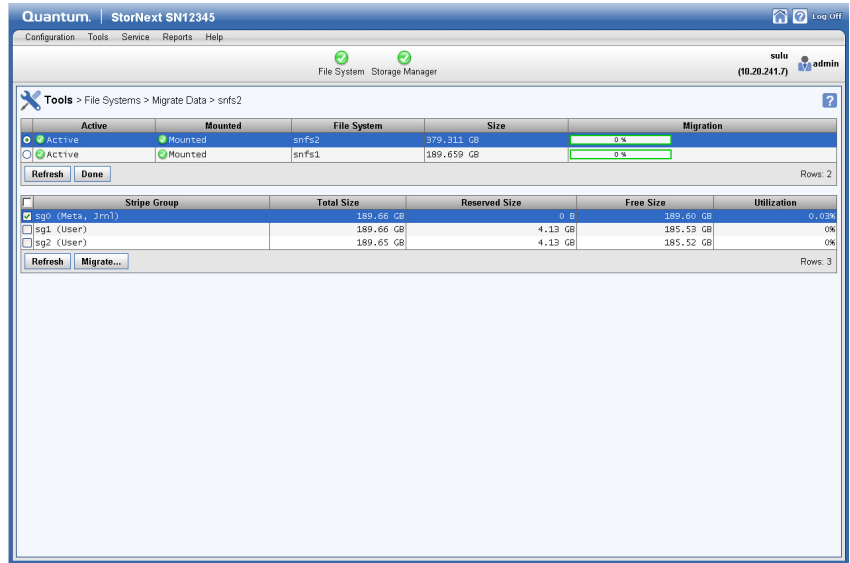 Quantum. | StorNext SN12345 Log Off
Configuration Tools Service Reports Help
File System Storage Manager sulu (10.20.241.7) admin
Tools > File Systems > Migrate Data > snfs2
Active Mounted File System Size Migration
Active Mounted snfs2 379.311 GB 0 %
Active Mounted snfs1 189.659 GB 0 %
Refresh Done Rows: 2
Stripe Group Total Size Reserved Size Free Size Utilization
sg0 (Meta, Jrnl) 189.66 GB 0 B 189.60 GB 0.03%
sg1 (User) 189.66 GB 4.13 GB 185.53 GB 0%
sg2 (User) 189.65 GB 4.13 GB 185.52 GB 0%
Refresh Migrate... Rows: 3